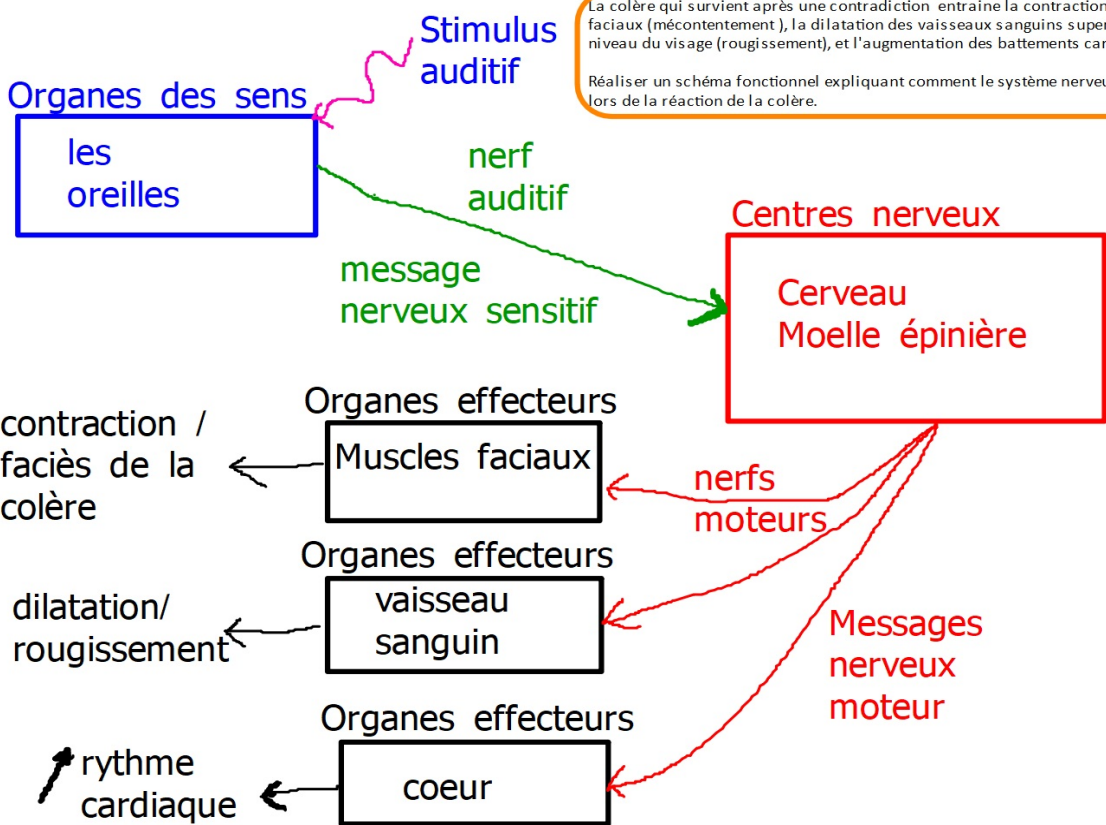 La colère qui survient après une contradiction entraine la contraction
faciaux (mécontentement ), la dilatation des vaisseaux sanguins super
niveau du visage (rougissement), et l'augmentation des battements car
Réaliser un schéma fonctionnel expliquant comment le système nerveu
lors de la réaction de la colère.
Stimulus
auditif
Organes des sens
les
oreilles
nerf
auditif
message
nerveux sensitif
Centres nerveux
Cerveau
Moelle épinière
Organes effecteurs
Muscles faciaux
contraction /
faciès de la
colère
nerfs
moteurs
Organes effecteurs
vaisseau
sanguin
dilatation/
rougissement
Messages
nerveux
moteur
Organes effecteurs
coeur
rythme
cardiaque